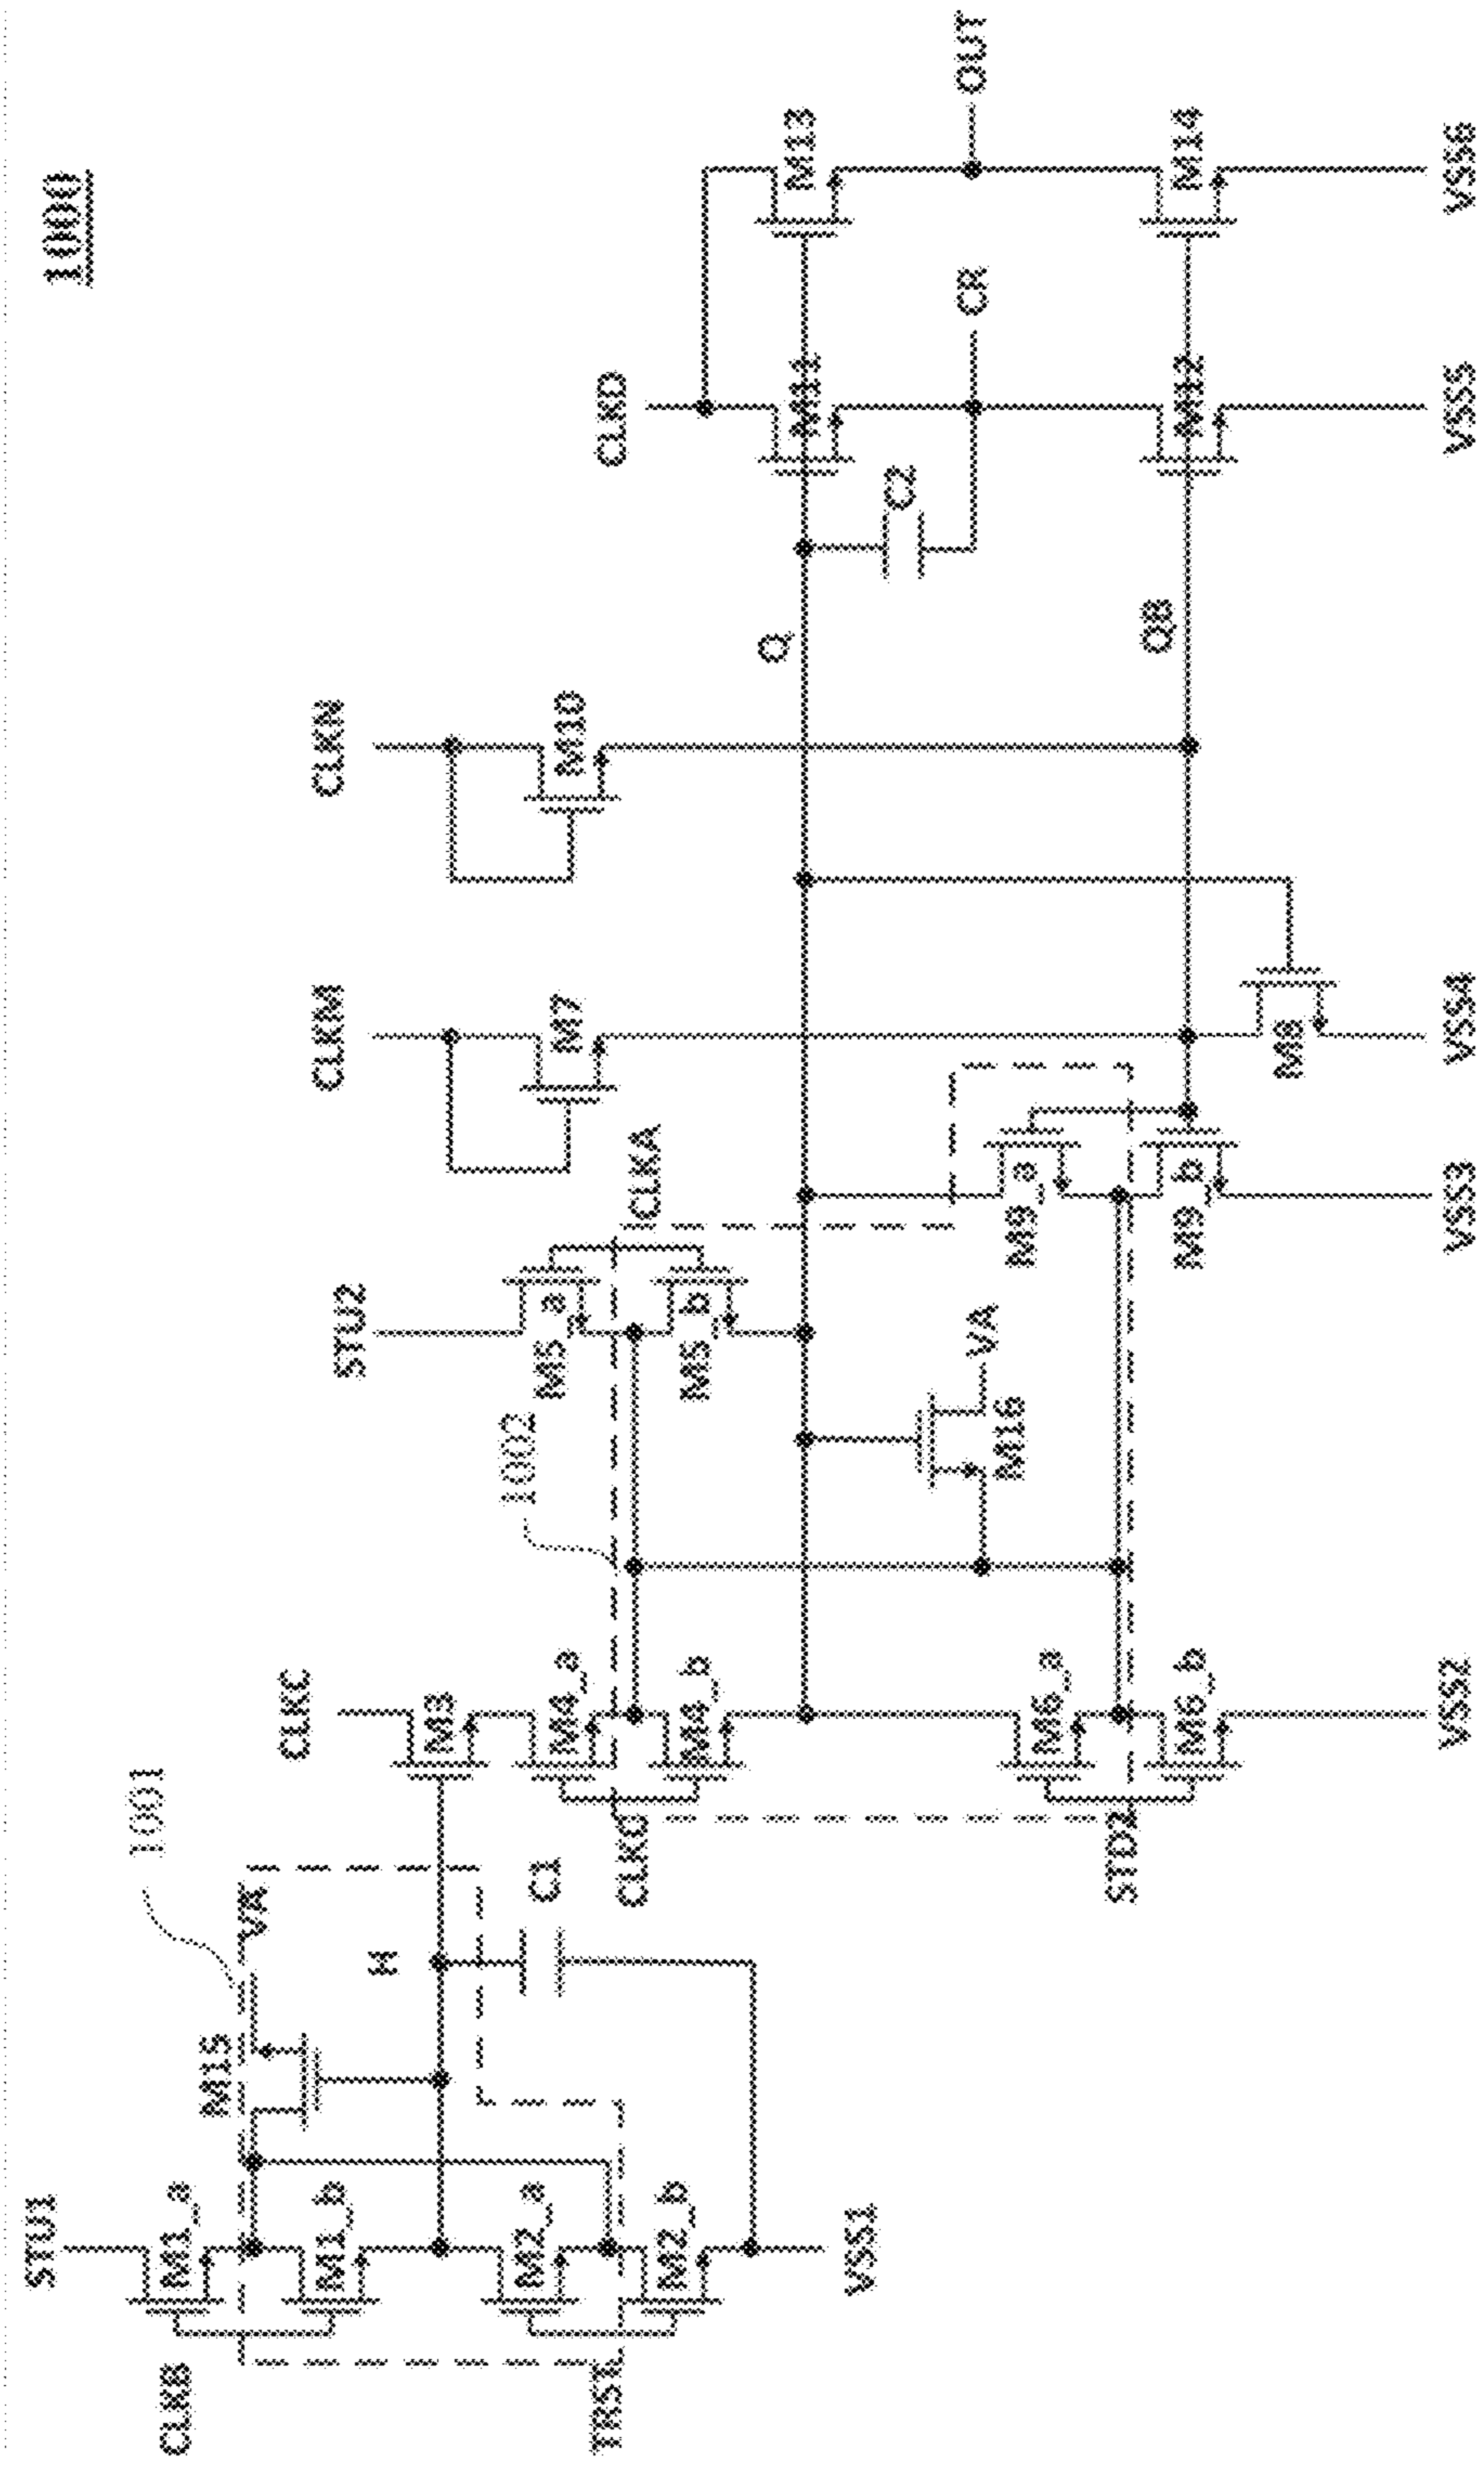 1000
STU1
CLKB
M1_a
M1_b
M15
VA
1001
H
M2_a
M2_b
TRST
C1
VSS1
CLKC
M3
M4_a
M4_b
CLKC
1002
STU2
M5_a
M5_b
CLKA
M6_a
M6_b
STD2
VSS2
M16
VA
M9_a
M9_b
VSS3
CLKM
M7
M8
VSS4
CLKN
M10
Q
QB
C2
CLKD
M11
M12
CR
VSS5
M13
M14
OUT
VSS6